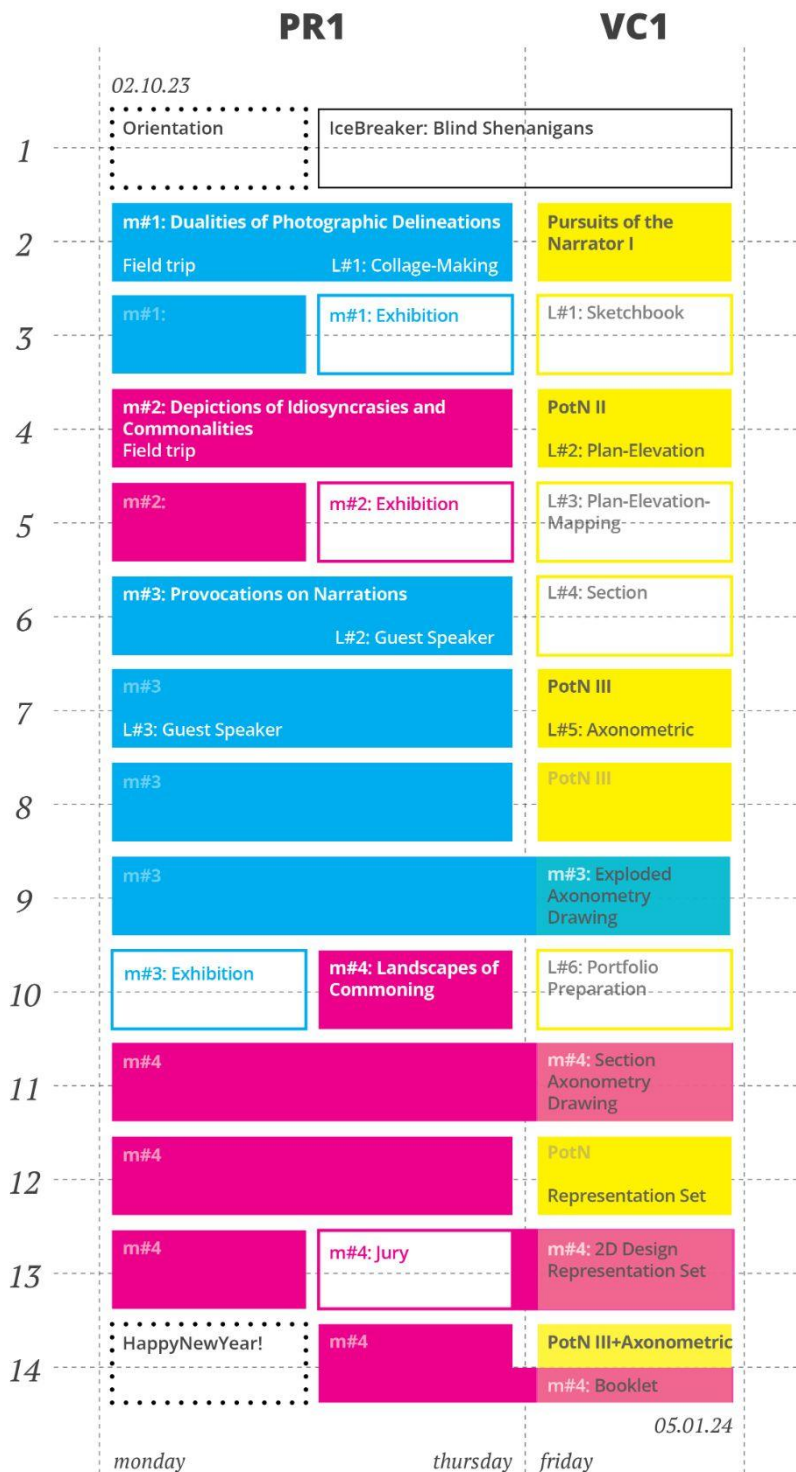 PR1 VC1
02.10.23
1
Orientation
IceBreaker: Blind Shenanigans
2
m#1: Dualities of Photographic Delineations
Field trip L#1: Collage-Making
Pursuits of the
Narrator I
3
m#1:
m#1: Exhibition
L#1: Sketchbook
4
m#2: Depictions of Idiosyncrasies and
Commonalities
Field trip
PotN II
L#2: Plan-Elevation
5
m#2:
m#2: Exhibition
L#3: Plan-Elevation-
Mapping
6
m#3: Provocations on Narrations
L#2: Guest Speaker
L#4: Section
7
m#3
L#3: Guest Speaker
PotN III
L#5: Axonometric
8
m#3
PotN III
9
m#3
m#3: Exploded
Axonometry
Drawing
10
m#3: Exhibition
m#4: Landscapes of
Commoning
L#6: Portfolio
Preparation
11
m#4
m#4: Section
Axonometry
Drawing
12
m#4
PotN
Representation Set
13
m#4
m#4: Jury
m#4: 2D Design
Representation Set
14
HappyNewYear!
m#4
PotN III+Axonometric
m#4: Booklet
05.01.24
monday thursday friday